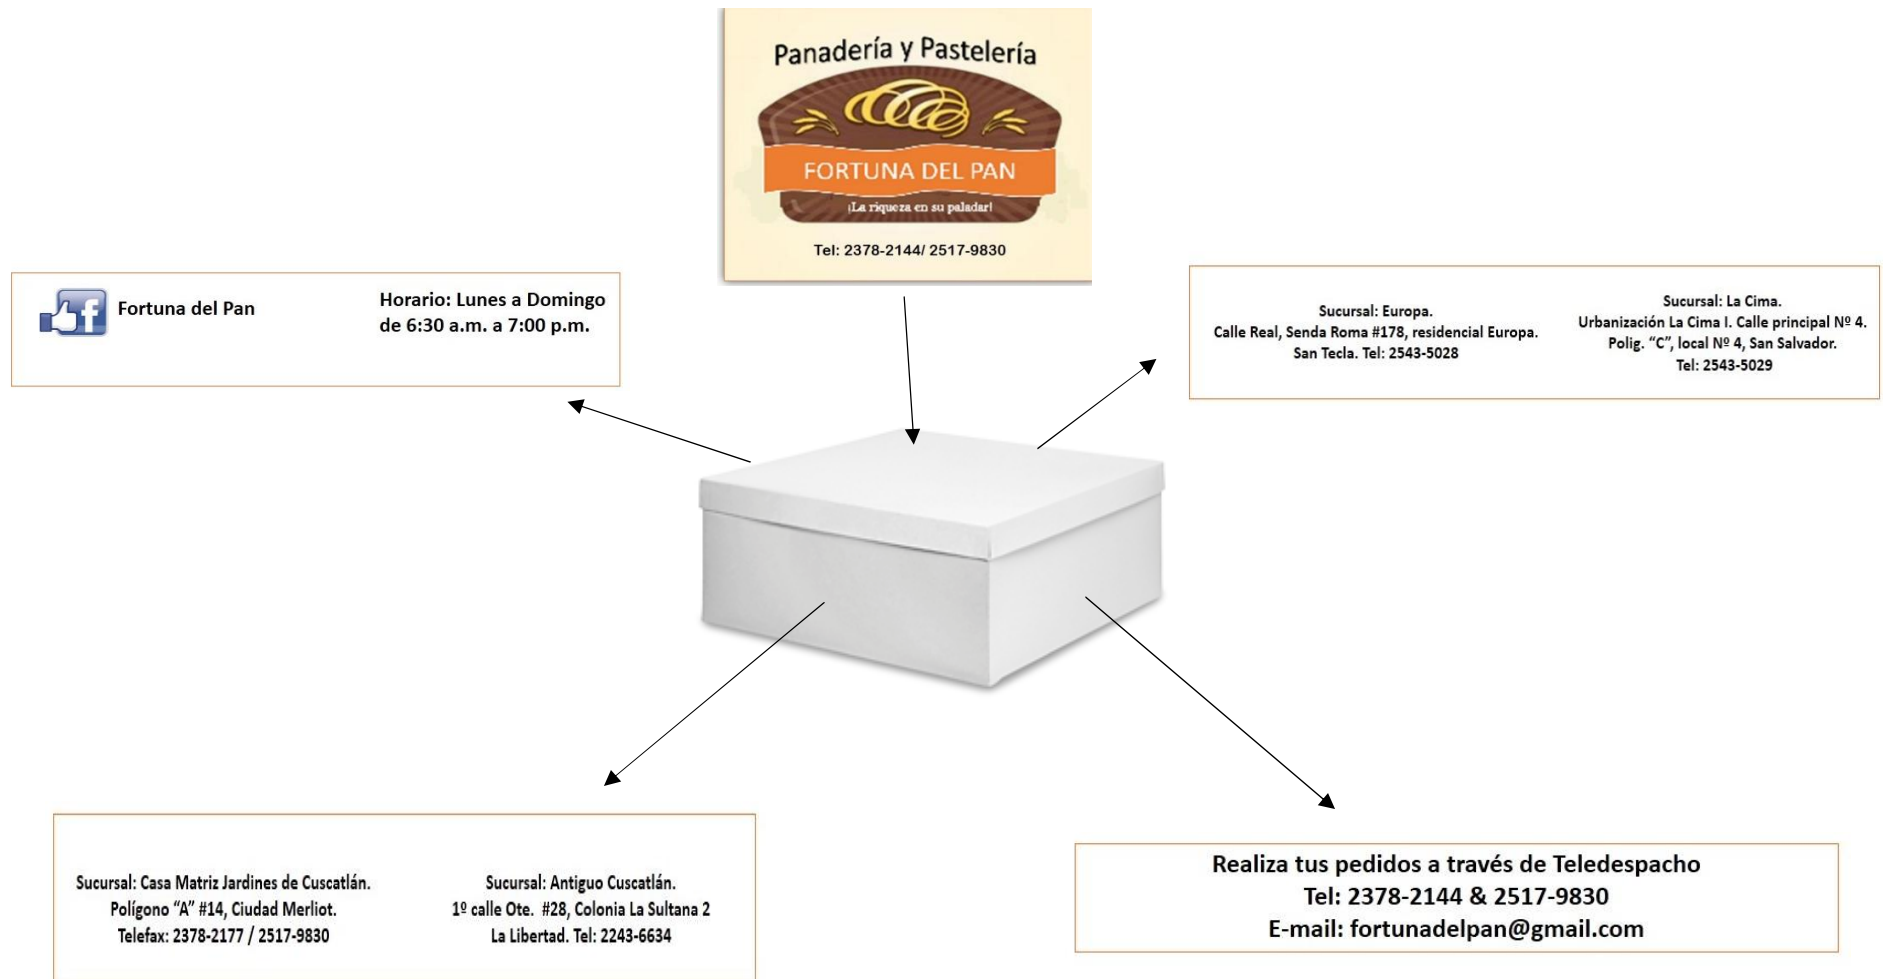 Panadería y Pastelería
FORTUNA DEL PAN
¡La riqueza en su paladar!
Tel: 2378-2144/ 2517-9830
f
Fortuna del Pan
Horario: Lunes a Domingo
de 6:30 a.m. a 7:00 p.m.
Sucursal: Europa.
Calle Real, Senda Roma #178, residencial Europa.
San Tecla. Tel: 2543-5028
Sucursal: La Cima.
Urbanización La Cima I. Calle principal Nº 4.
Polig. “C”, local Nº 4, San Salvador.
Tel: 2543-5029
Sucursal: Casa Matriz Jardines de Cuscatlán.
Polígono “A” #14, Ciudad Merliot.
Telefax: 2378-2177 / 2517-9830
Sucursal: Antiguo Cuscatlán.
1º calle Ote.  #28, Colonia La Sultana 2
La Libertad. Tel: 2243-6634
Realiza tus pedidos a través de Teledespacho
Tel: 2378-2144 & 2517-9830
E-mail: fortunadelpan@gmail.com